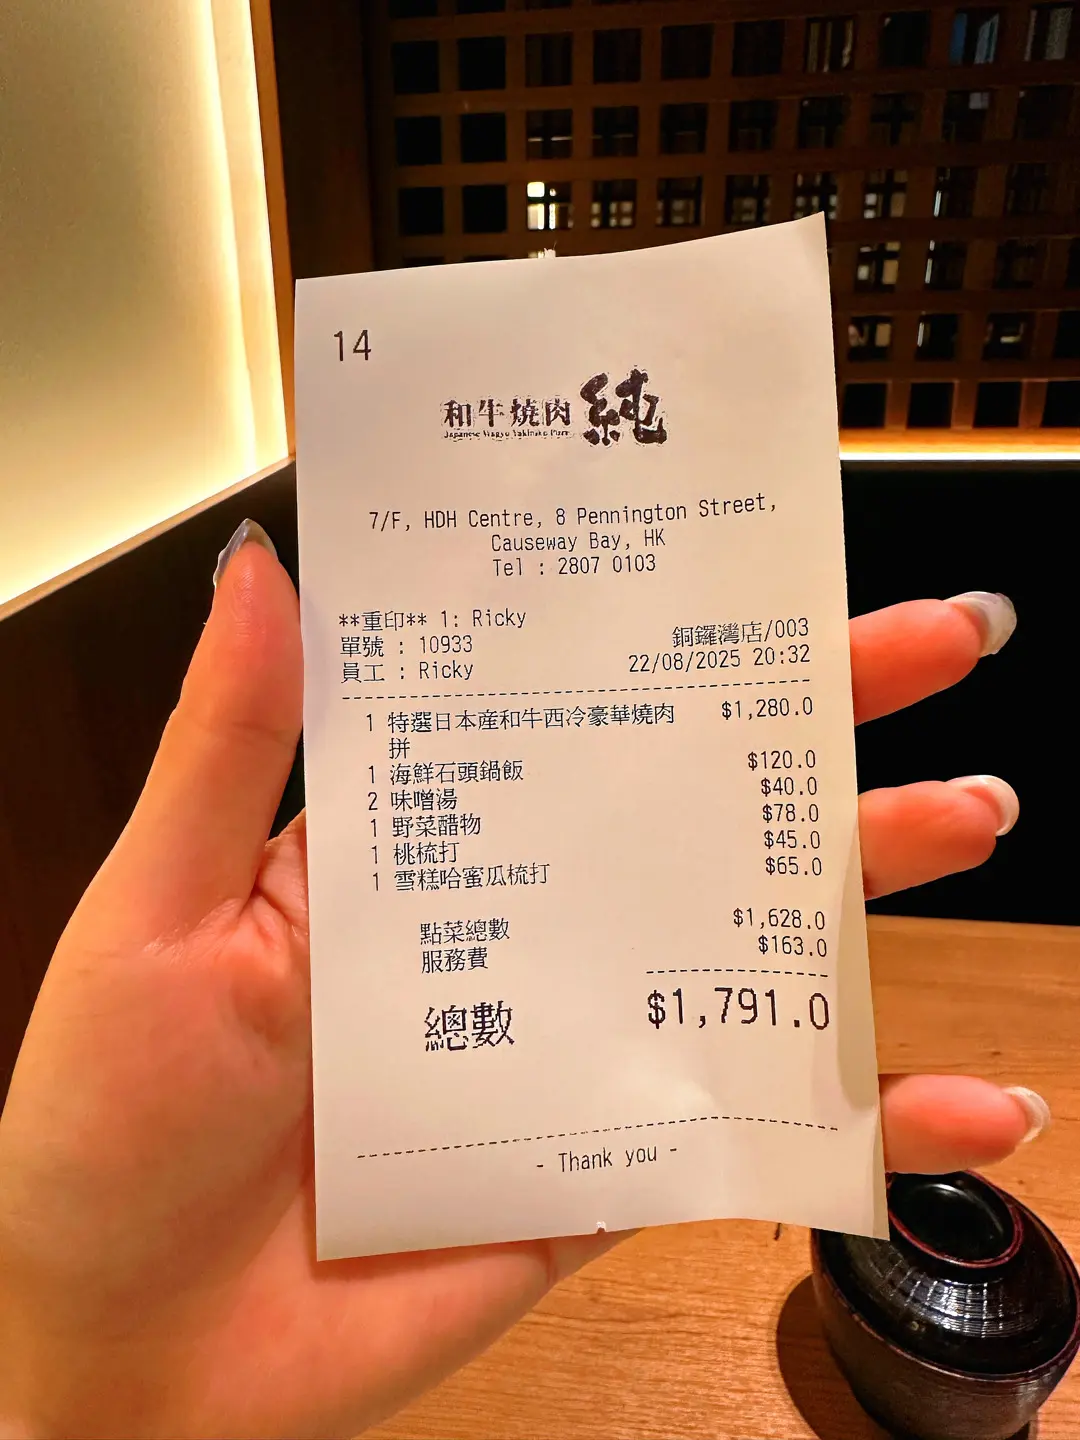 14
和牛燒肉 純
Japanese Wagyu Yakiniku Pure
7/F, HDH Centre, 8 Pennington Street,
Causeway Bay, HK
Tel : 2807 0103
**重印** 1: Ricky
單號 : 10933 銅鑼灣店/003
員工 : Ricky 22/08/2025 20:32
1 特選日本産和牛西冷豪華燒肉 $1,280.0
拼
1 海鮮石頭鍋飯 $120.0
2 味噌湯 $40.0
1 野菜醋物 $78.0
1 桃梳打 $45.0
1 雪糕哈蜜瓜梳打 $65.0
點菜總數 $1,628.0
服務費 $163.0
總數 $1,791.0
- Thank you -